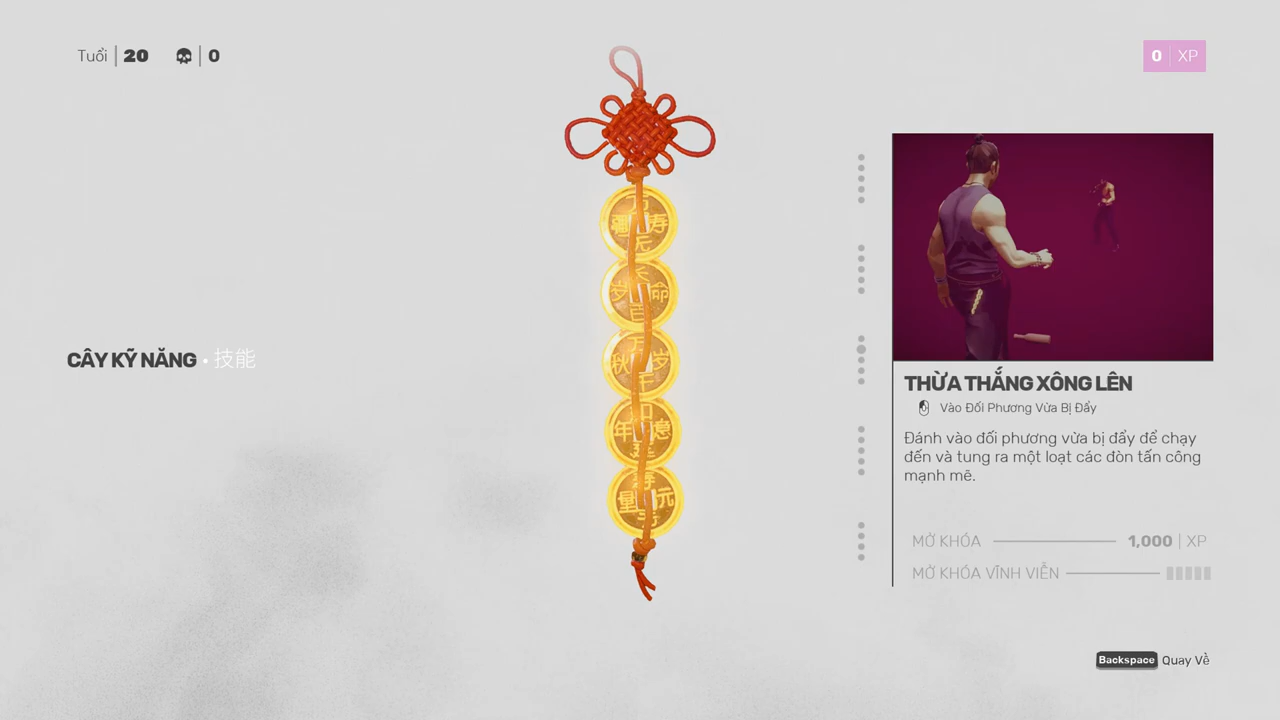 Tuổi 20 0
0 XP
CÂY KỸ NĂNG • 技能
THỪA THẮNG XÔNG LÊN
Vào Đối Phương Vừa Bị Đẩy
Đánh vào đối phương vừa bị đẩy để chạy
đến và tung ra một loạt các đòn tấn công
mạnh mẽ.
MỞ KHÓA 1,000 XP
MỞ KHÓA VĨNH VIỄN
Backspace Quay Về